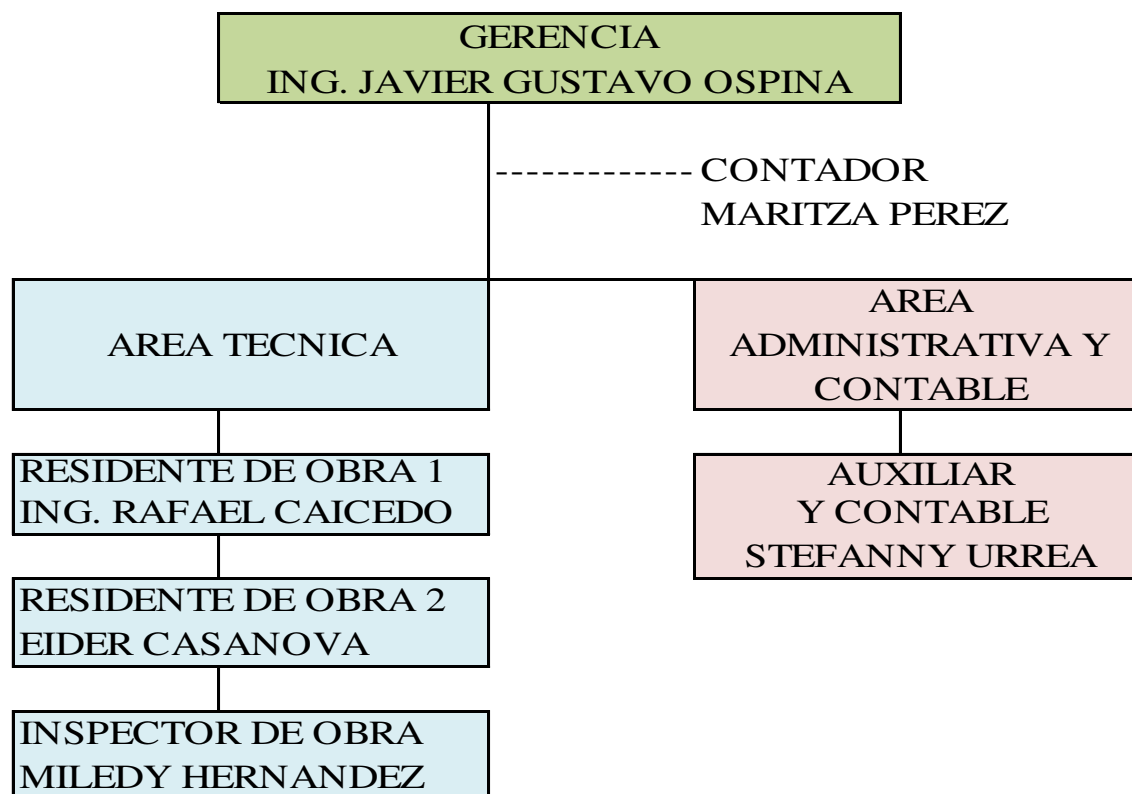 GERENCIA
ING. JAVIER GUSTAVO OSPINA
CONTADOR
MARITZA PEREZ
AREA TECNICA
AREA
ADMINISTRATIVA Y
CONTABLE
RESIDENTE DE OBRA 1
ING. RAFAEL CAICEDO
AUXILIAR
Y CONTABLE
STEFANNY URREA
RESIDENTE DE OBRA 2
EIDER CASANOVA
INSPECTOR DE OBRA
MILEDY HERNANDEZ